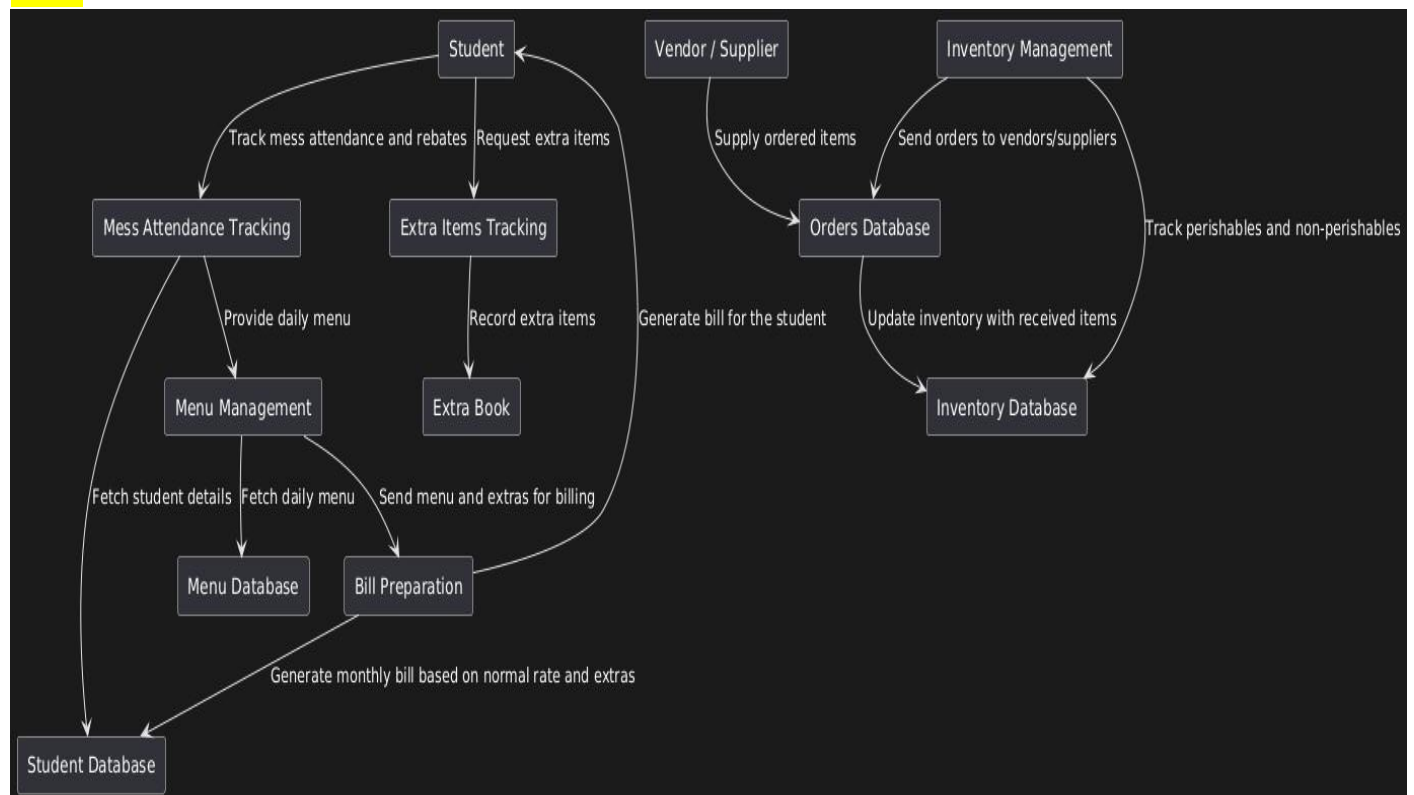 Student
Vendor / Supplier
Inventory Management
Track mess attendance and rebates
Request extra items
Supply ordered items
Send orders to vendors/suppliers
Mess Attendance Tracking
Extra Items Tracking
Orders Database
Track perishables and non-perishables
Provide daily menu
Record extra items
Generate bill for the student
Update inventory with received items
Menu Management
Extra Book
Inventory Database
Fetch student details
Fetch daily menu
Send menu and extras for billing
Menu Database
Bill Preparation
Generate monthly bill based on normal rate and extras
Student Database